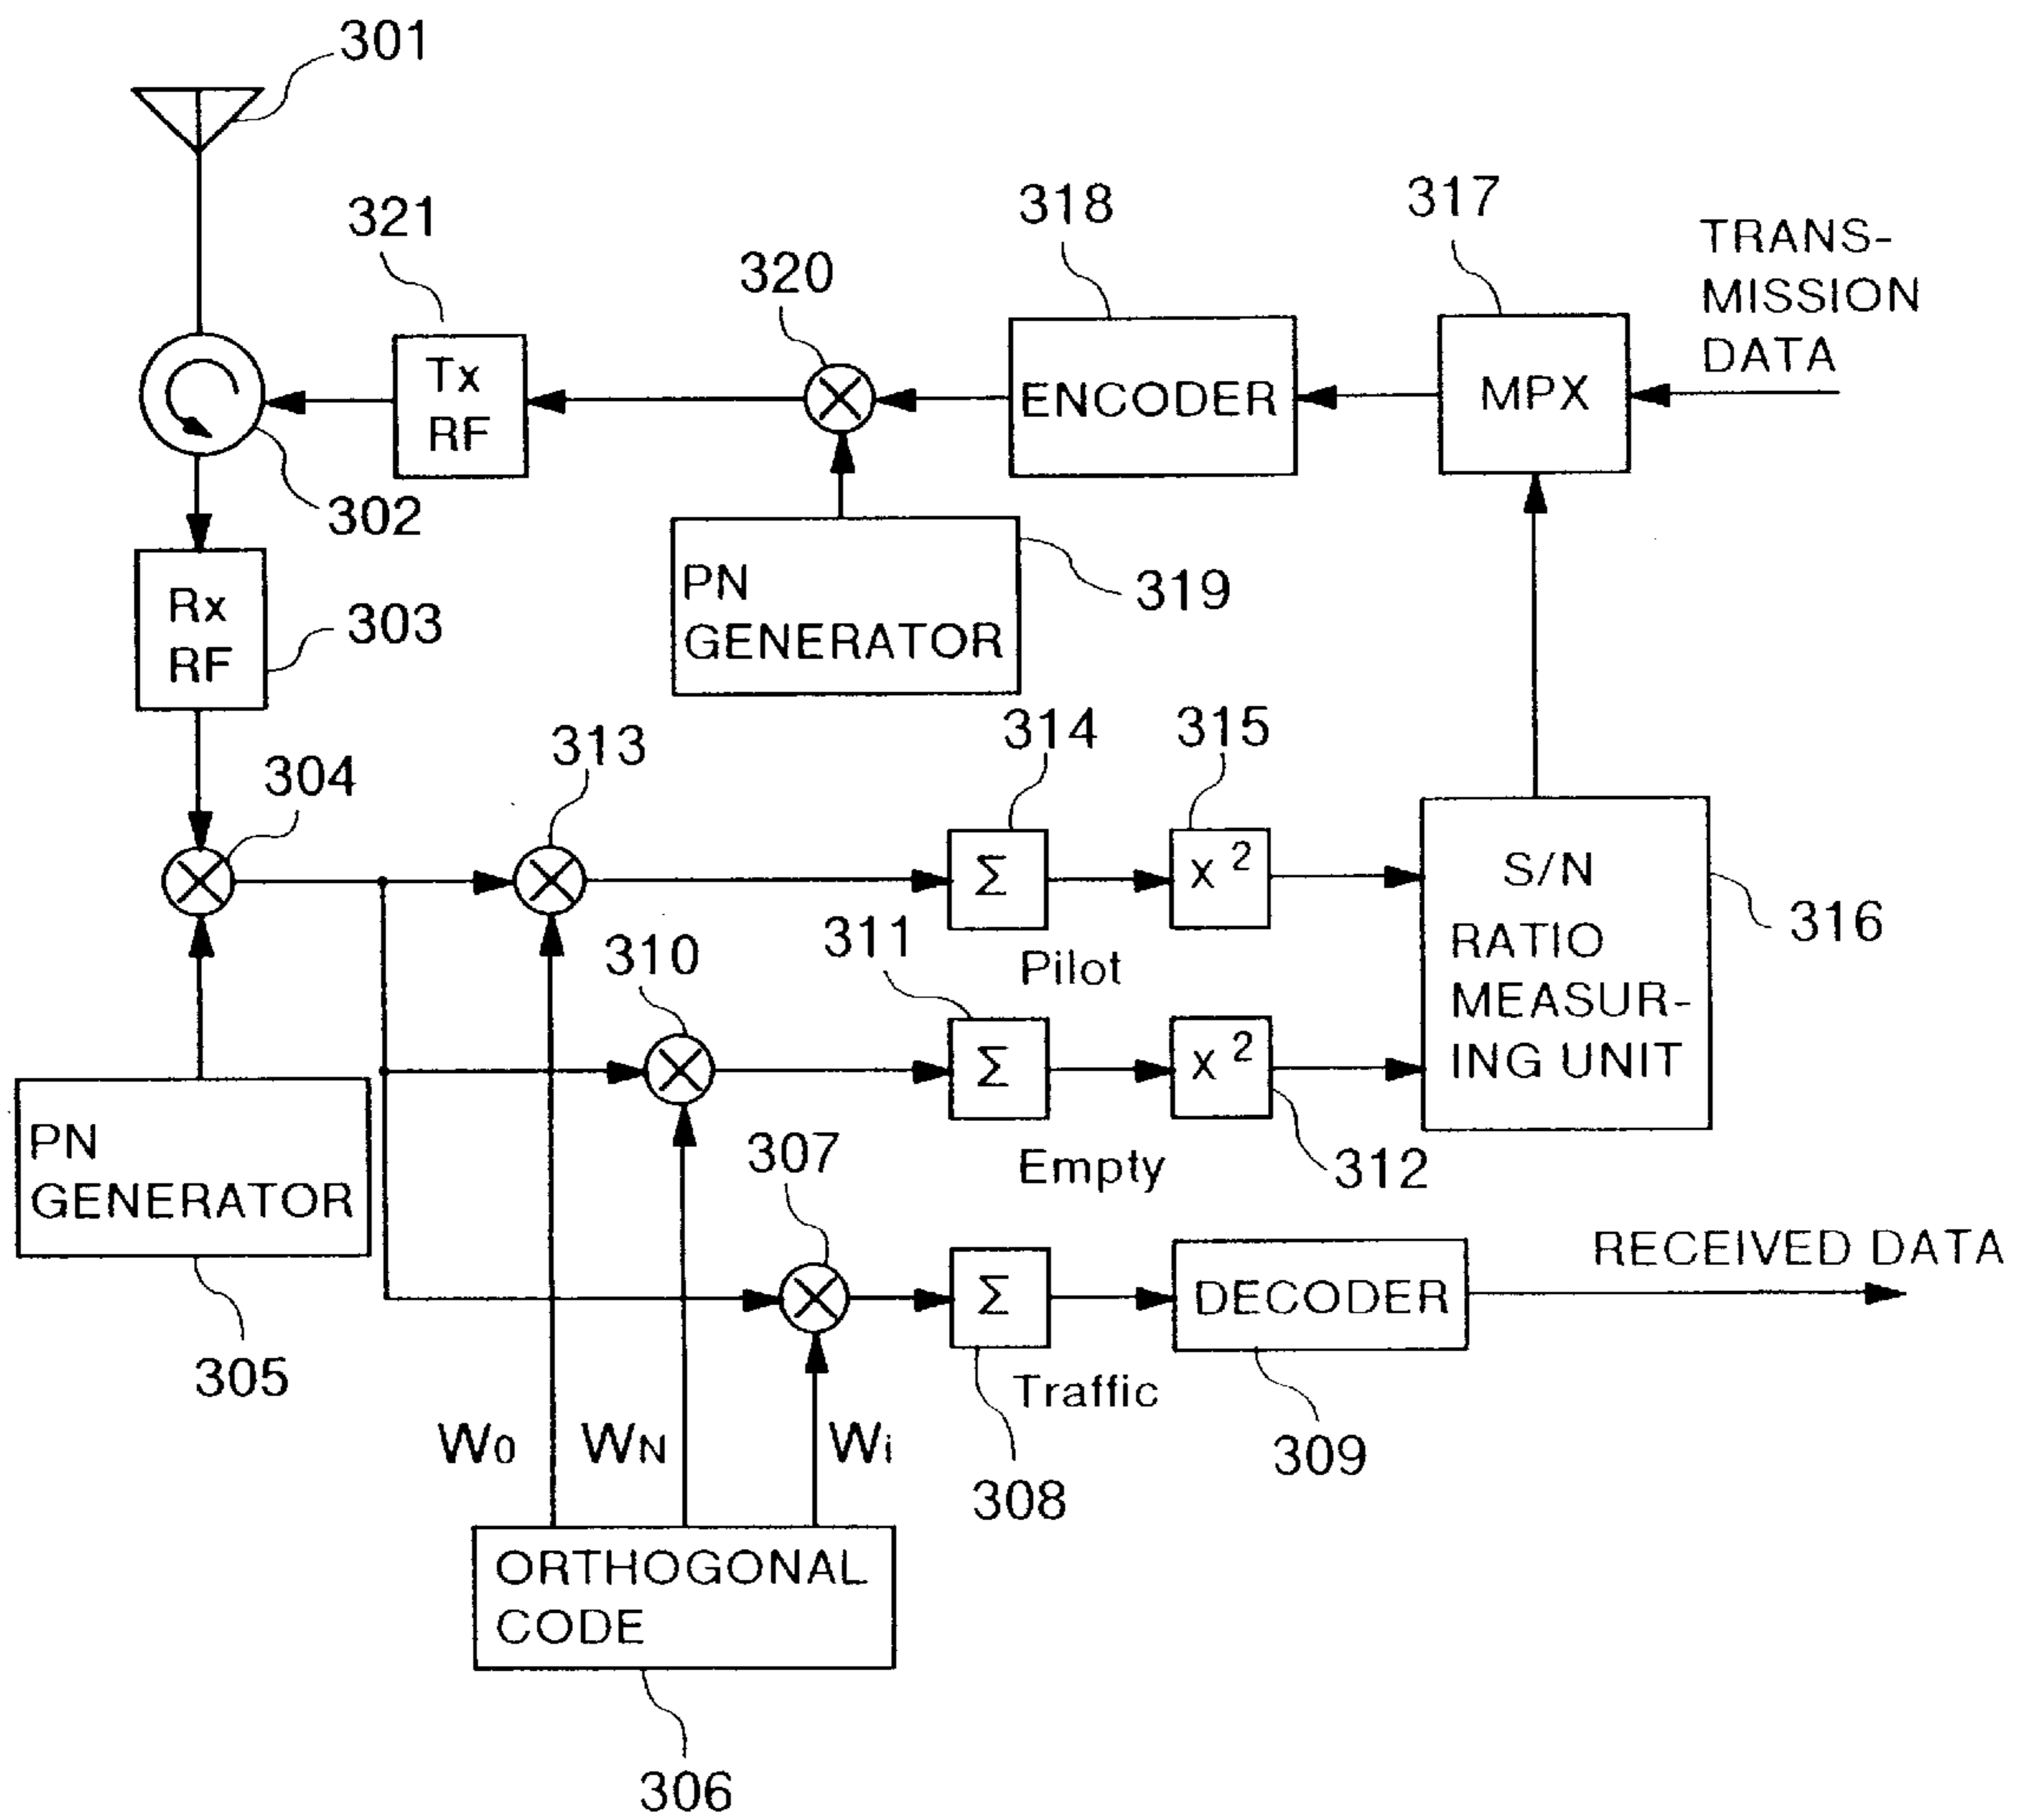 301
321
320
318
317
TRANS-
MISSION
DATA
Tx
RF
ENCODER
MPX
302
PN
GENERATOR
319
Rx
RF
303
304
313
314
315
Σ
X 2
S/N
RATIO
MEASUR-
ING UNIT
316
310
311
Pilot
Σ
X 2
312
PN
GENERATOR
305
307
Empty
Σ
DECODER
RECEIVED DATA
Traffic
308
309
W0
WN
Wi
ORTHOGONAL
CODE
306